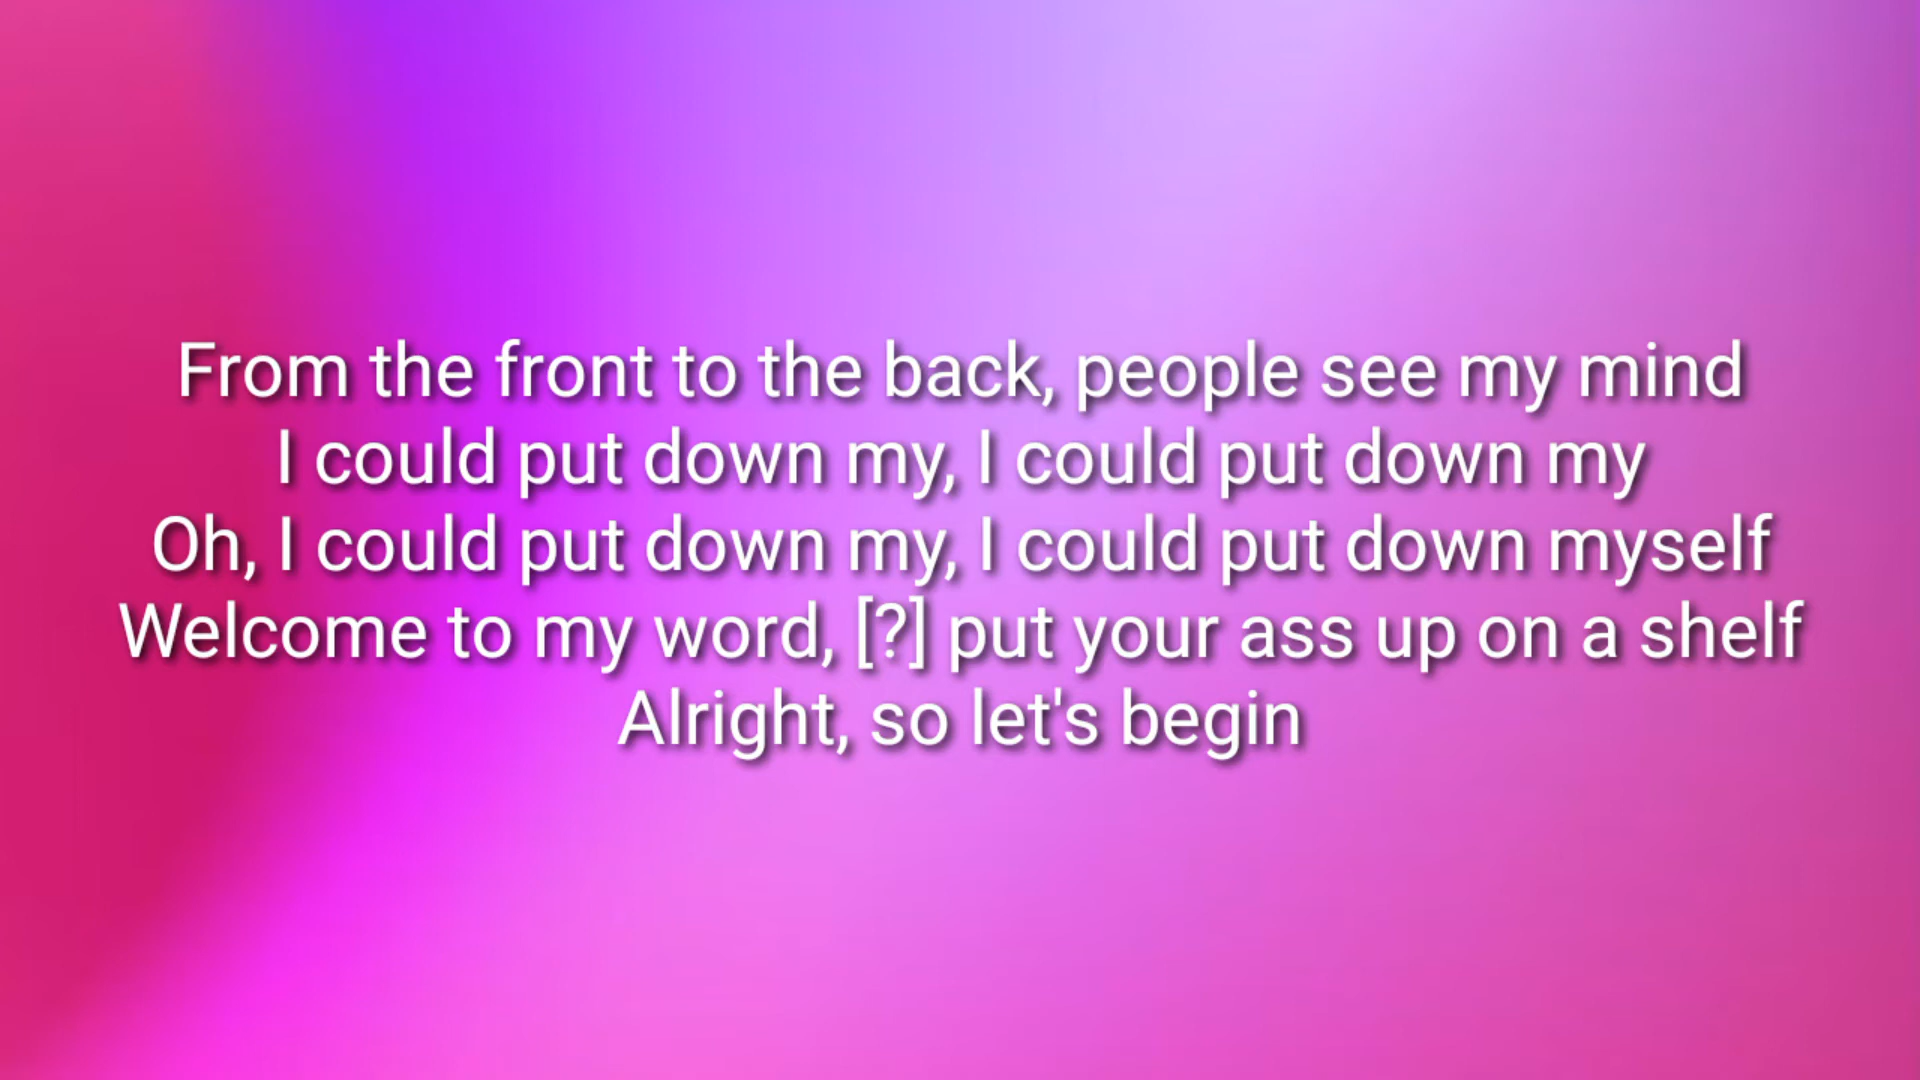 From the front to the back, people see my mind
I could put down my, I could put down my
Oh, I could put down my, I could put down myself
Welcome to my word, [?] put your ass up on a shelf
Alright, so let's begin